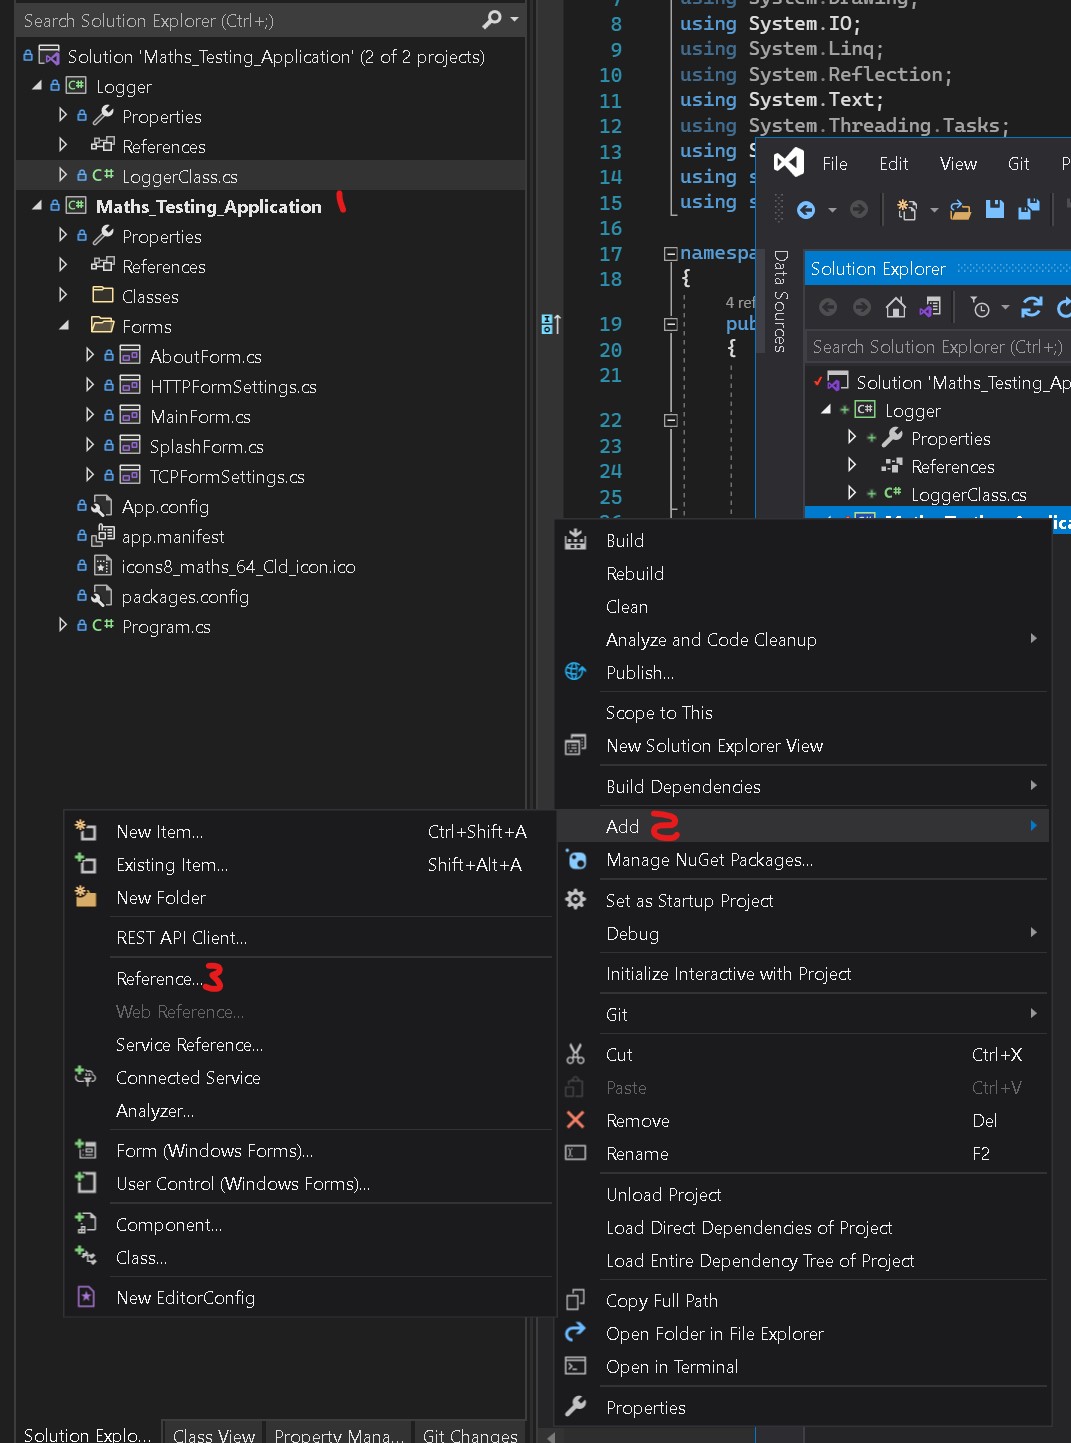 Search Solution Explorer (Ctrl+;)
Solution 'Maths_Testing_Application' (2 of 2 projects)
C# Logger
Properties
References
C# LoggerClass.cs
C# Maths_Testing_Application 1
Properties
References
Classes
Forms
AboutForm.cs
HTTPFormSettings.cs
MainForm.cs
SplashForm.cs
TCPFormSettings.cs
App.config
app.manifest
icons8_maths_64_Cld_icon.ico
packages.config
C# Program.cs
7 using System.Drawing;
8 using System.IO;
9 using System.Linq;
10 using System.Reflection;
11 using System.Text;
12 using System.Threading.Tasks;
13 using S
14 using s
15 using s
16
17 namespa
18 {
4 ref
19 pub
20 {
21
22
23
24
25
File Edit View Git P
Data Sources
Solution Explorer
Search Solution Explorer (Ctrl+;)
Solution 'Maths_Testing_Ap
C# Logger
Properties
References
C# LoggerClass.cs
Build
Rebuild
Clean
Analyze and Code Cleanup
Publish...
Scope to This
New Solution Explorer View
Build Dependencies
Add 2
Manage NuGet Packages...
Set as Startup Project
Debug
Initialize Interactive with Project
Git
Cut Ctrl+X
Paste Ctrl+V
Remove Del
Rename F2
Unload Project
Load Direct Dependencies of Project
Load Entire Dependency Tree of Project
Copy Full Path
Open Folder in File Explorer
Open in Terminal
Properties
New Item... Ctrl+Shift+A
Existing Item... Shift+Alt+A
New Folder
REST API Client...
Reference... 3
Web Reference...
Service Reference...
Connected Service
Analyzer...
Form (Windows Forms)...
User Control (Windows Forms)...
Component...
Class...
New EditorConfig
Solution Explo... Class View Property Mana... Git Changes